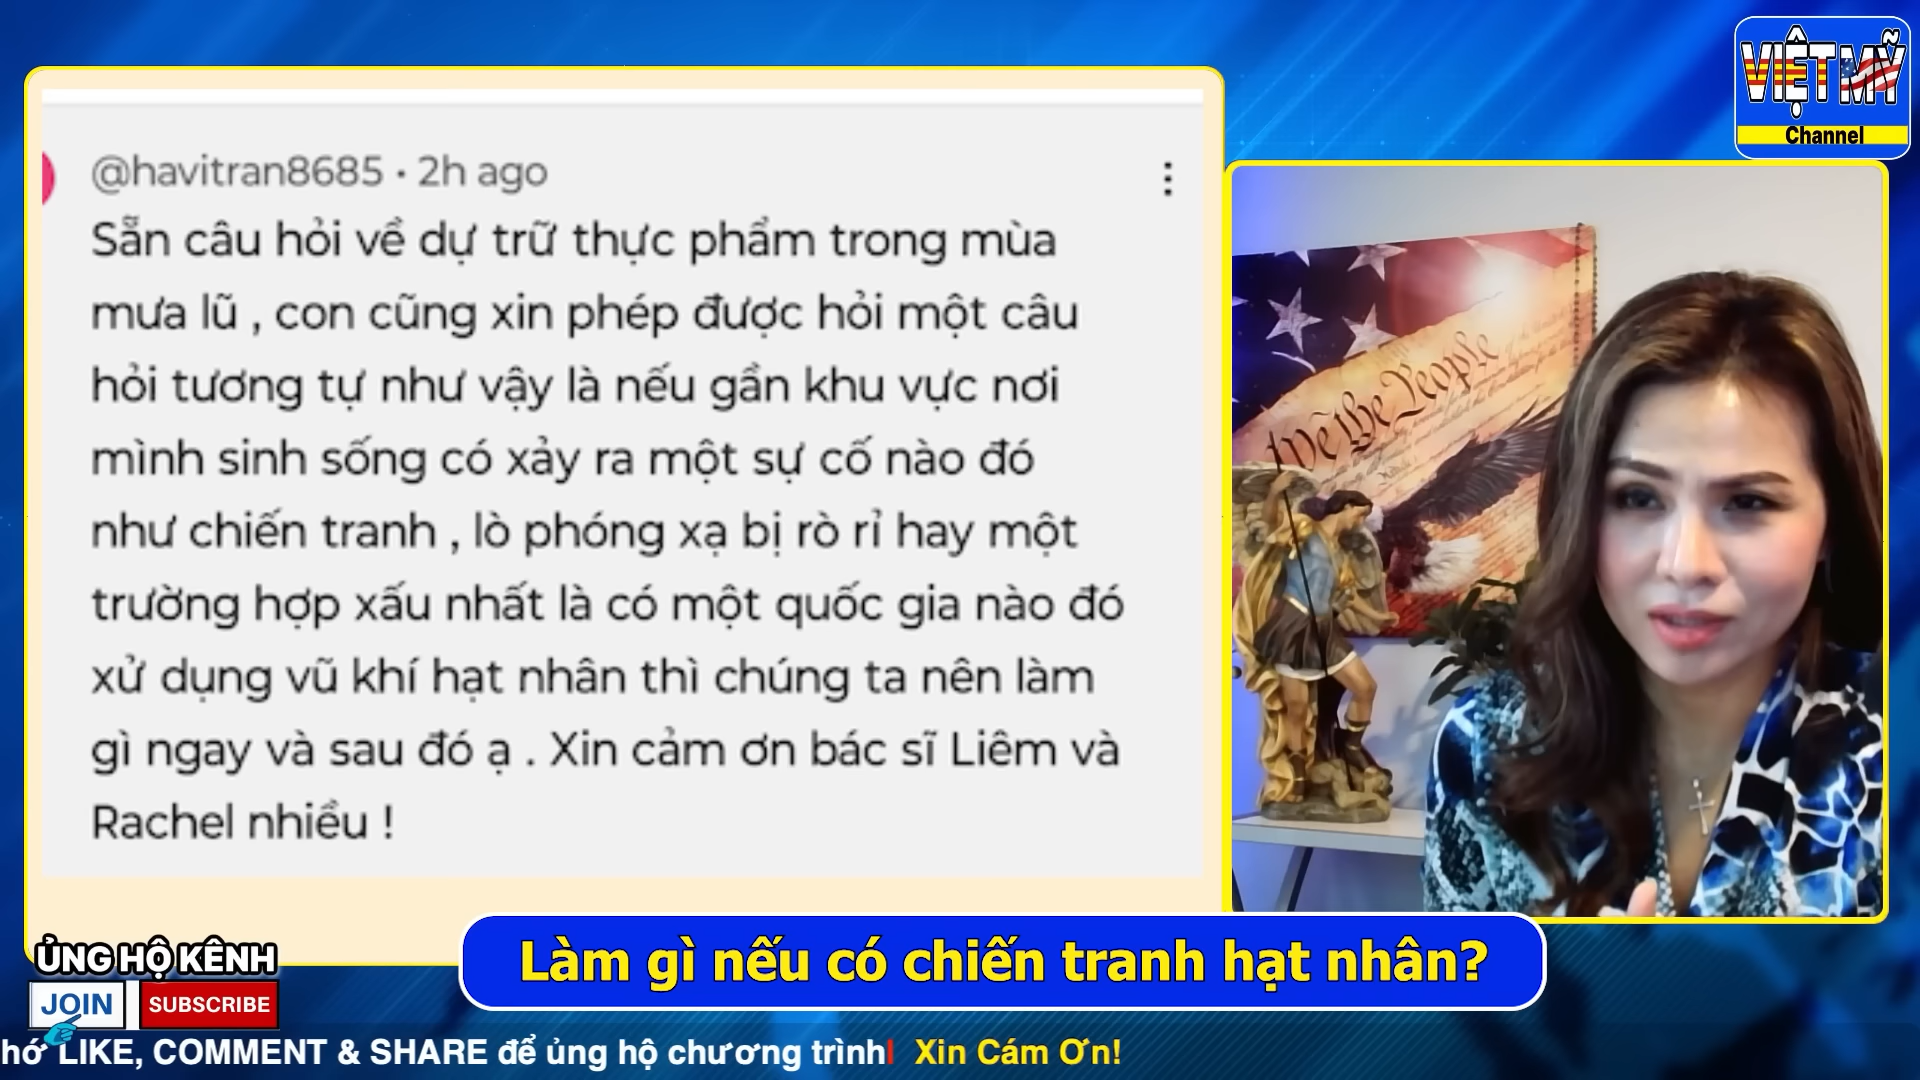 VIỆT MỸ
Channel
@havitran8685 • 2h ago
Sẵn câu hỏi về dự trữ thực phẩm trong mùa
mưa lũ , con cũng xin phép được hỏi một câu
hỏi tương tự như vậy là nếu gần khu vực nơi
mình sinh sống có xảy ra một sự cố nào đó
như chiến tranh , lò phóng xạ bị rò rỉ hay một
trường hợp xấu nhất là có một quốc gia nào đó
xử dụng vũ khí hạt nhân thì chúng ta nên làm
gì ngay và sau đó ạ . Xin cảm ơn bác sĩ Liêm và
Rachel nhiều !
We the People
Làm gì nếu có chiến tranh hạt nhân?
ỦNG HỘ KÊNH
JOIN
SUBSCRIBE
hớ LIKE, COMMENT & SHARE để ủng hộ chương trình Xin Cám Ơn!